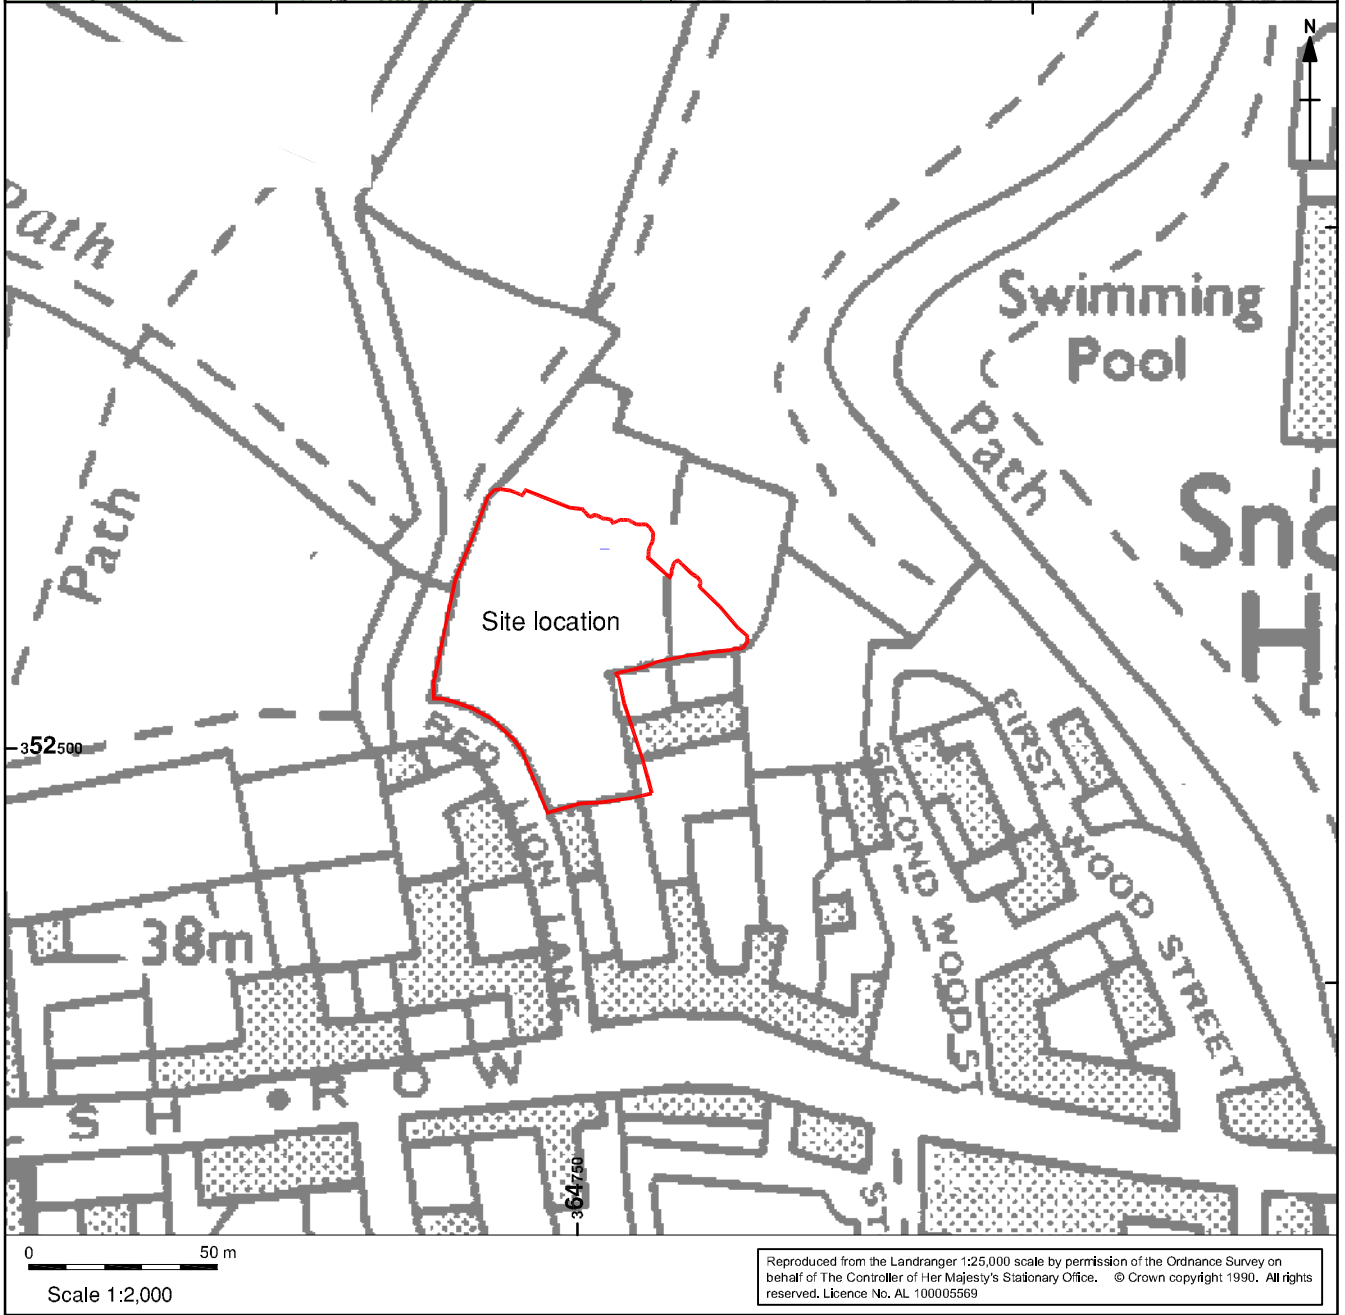 N
Path
Swimming
Pool
Path
Path
Sno
H
Site location
352500
RED LION LANE
FIRST WOOD STREET
SECOND WOOD ST
38m
S H ROW
364750
ST
0 50 m
Scale 1:2,000
Reproduced from the Landranger 1:25,000 scale by permission of the Ordnance Survey on
behalf of The Controller of Her Majesty's Stationary Office. © Crown copyright 1990. All rights
reserved. Licence No. AL 100005569